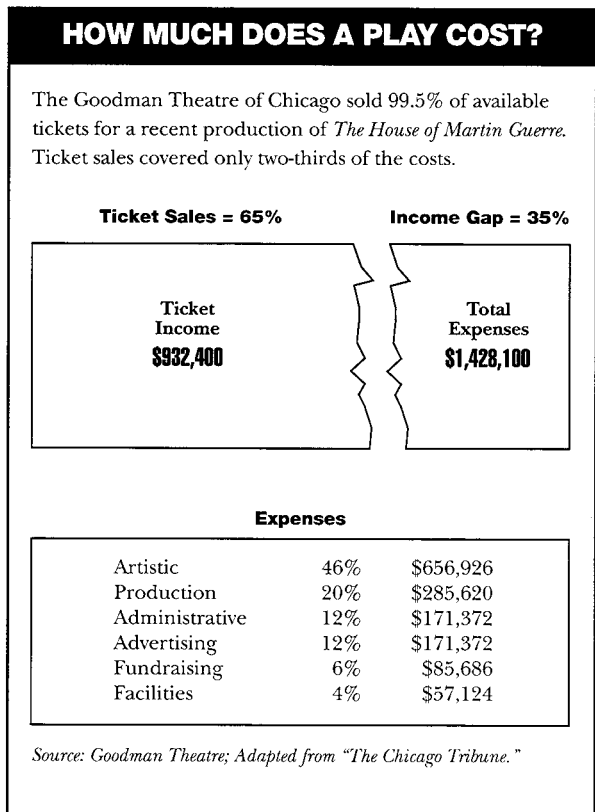 HOW MUCH DOES A PLAY COST?
The Goodman Theatre of Chicago sold 99.5% of available
tickets for a recent production of The House of Martin Guerre.
Ticket sales covered only two-thirds of the costs.
Ticket Sales = 65%
Income Gap = 35%
Ticket
Income
$932,400
Total
Expenses
$1,428,100
Expenses
Artistic 46% $656,926
Production 20% $285,620
Administrative 12% $171,372
Advertising 12% $171,372
Fundraising 6% $85,686
Facilities 4% $57,124
Source: Goodman Theatre; Adapted from "The Chicago Tribune."